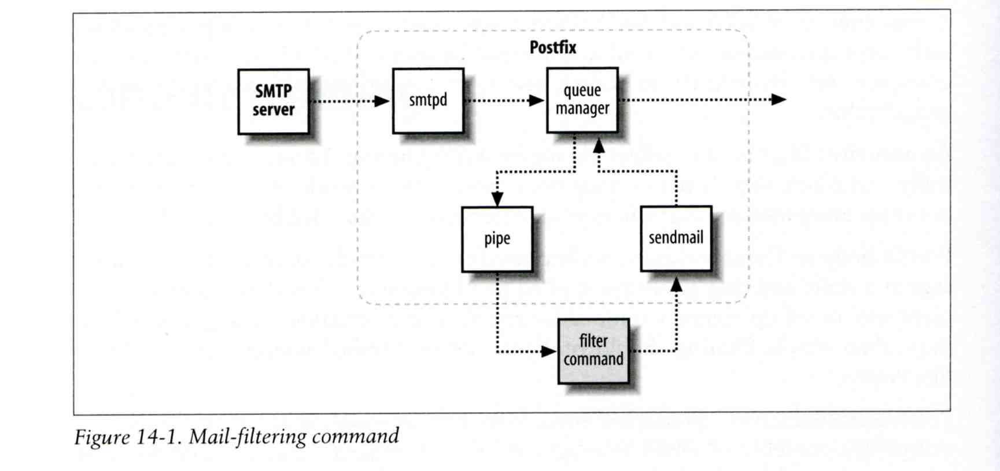 Postfix
SMTP
server
smtpd
queue
manager
pipe
sendmail
filter
command
Figure 14-1. Mail-filtering command